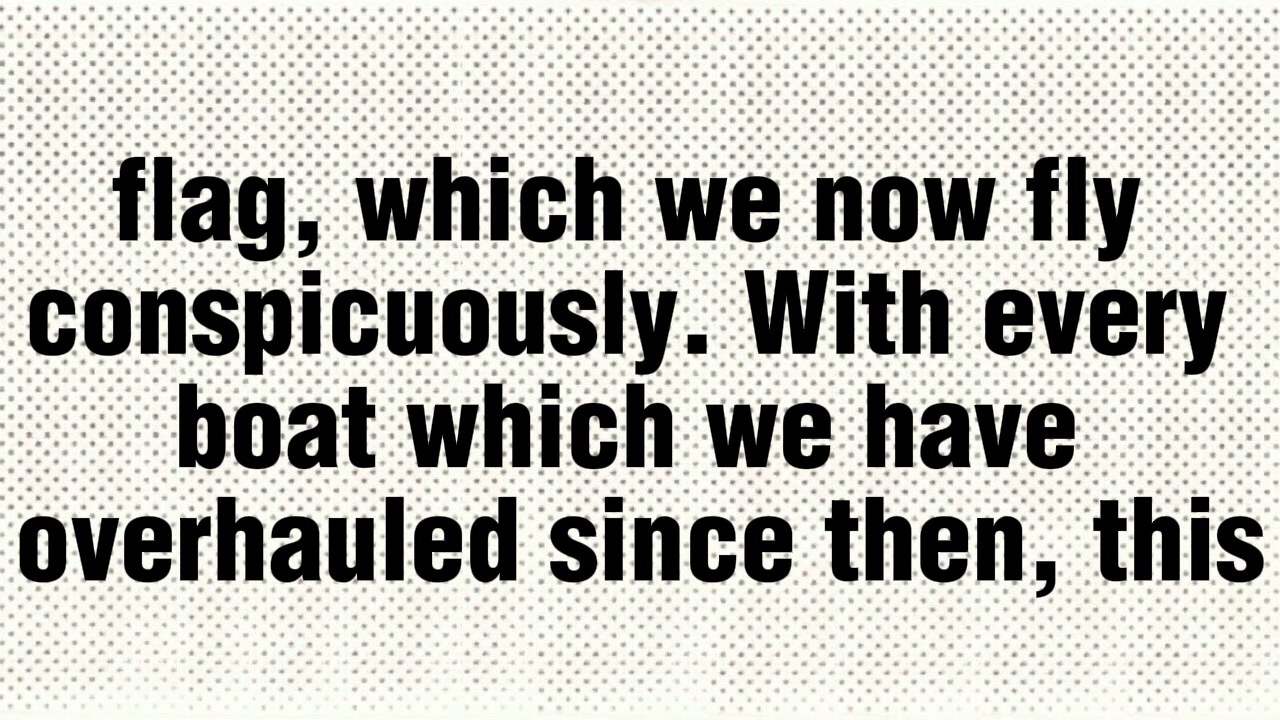 flag, which we now fly
conspicuously. With every
boat which we have
overhauled since then, this